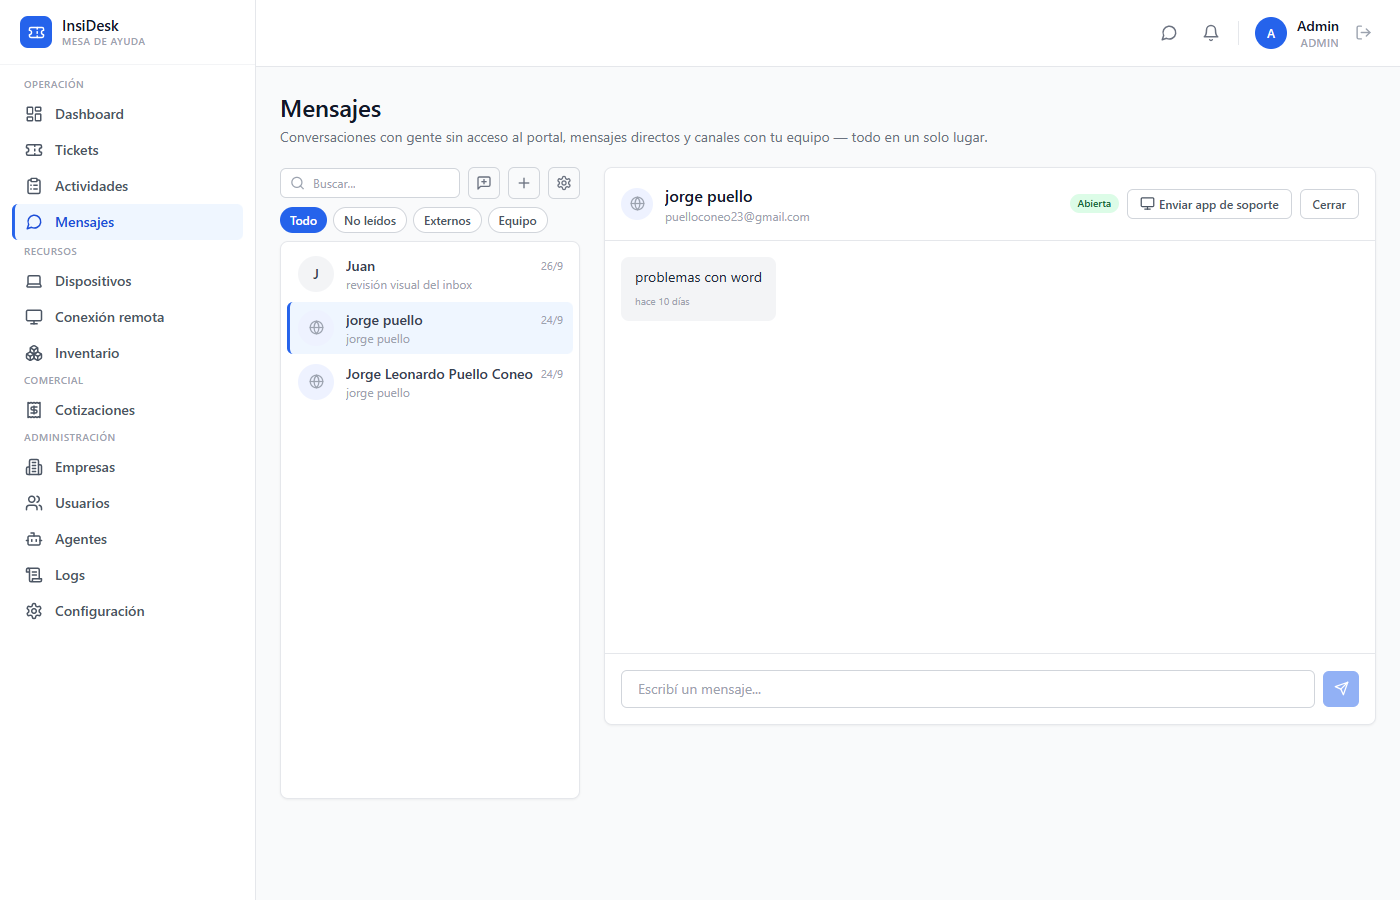 InsiDesk
MESA DE AYUDA
OPERACIÓN
Dashboard
Tickets
Actividades
Mensajes
RECURSOS
Dispositivos
Conexión remota
Inventario
COMERCIAL
Cotizaciones
ADMINISTRACIÓN
Empresas
Usuarios
Agentes
Logs
Configuración
A
Admin
ADMIN
Mensajes
Conversaciones con gente sin acceso al portal, mensajes directos y canales con tu equipo — todo en un solo lugar.
Buscar...
Todo
No leídos
Externos
Equipo
J
Juan
26/9
revisión visual del inbox
jorge puello
24/9
jorge puello
Jorge Leonardo Puello Coneo
24/9
jorge puello
jorge puello
puelloconeo23@gmail.com
Abierta
Enviar app de soporte
Cerrar
problemas con word
hace 10 días
Escribí un mensaje...